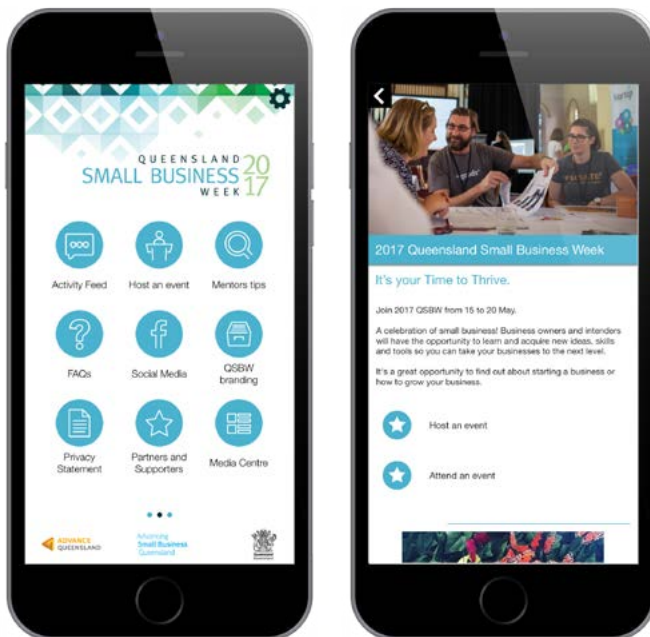 QUEENSLAND
SMALL BUSINESS
WEEK
20
17
Activity Feed
Host an event
Mentors tips
FAQs
Social Media
QSBW
branding
Privacy
Statement
Partners and
Supporters
Media Centre
ADVANCE
QUEENSLAND
Advancing
Small Business
Queensland
2017 Queensland Small Business Week
It's your Time to Thrive.
Join 2017 QSBW from 15 to 20 May.
A celebration of small business! Business owners and intenders
will have the opportunity to learn and acquire new ideas, skills
and tools so you can take your businesses to the next level.
It's a great opportunity to find out about starting a business or
how to grow your business.
Host an event
Attend an event